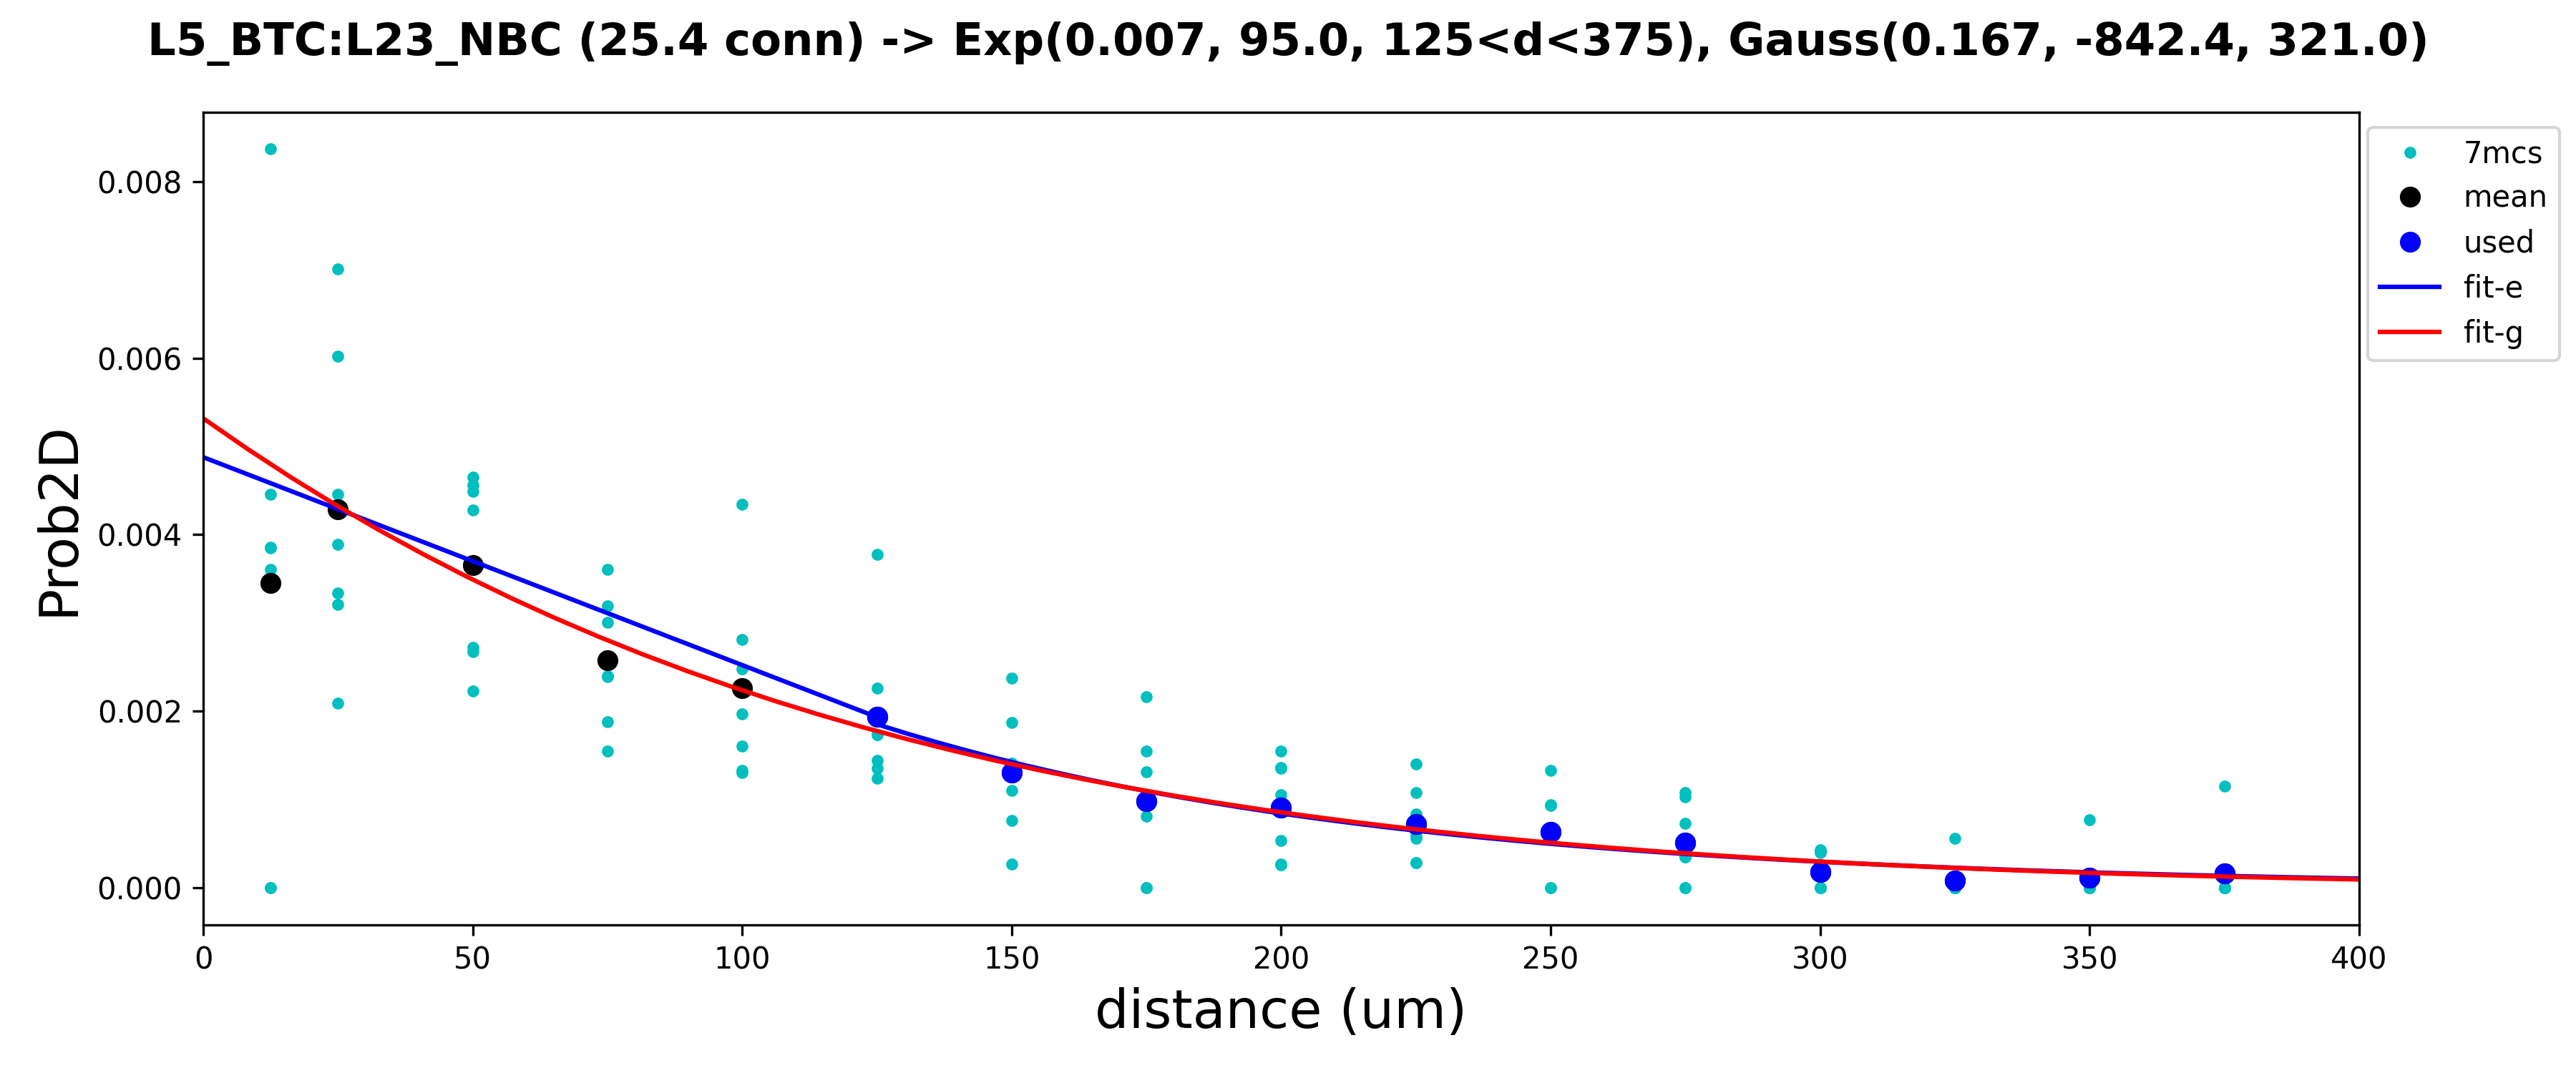 L5_BTC:L23_NBC (25.4 conn) -> Exp(0.007, 95.0, 125<d<375), Gauss(0.167, -842.4, 321.0)
7mcs
mean
used
fit-e
fit-g
0.008
0.006
0.004
0.002
0.000
Prob2D
0 50 100 150 200 250 300 350 400
distance (um)